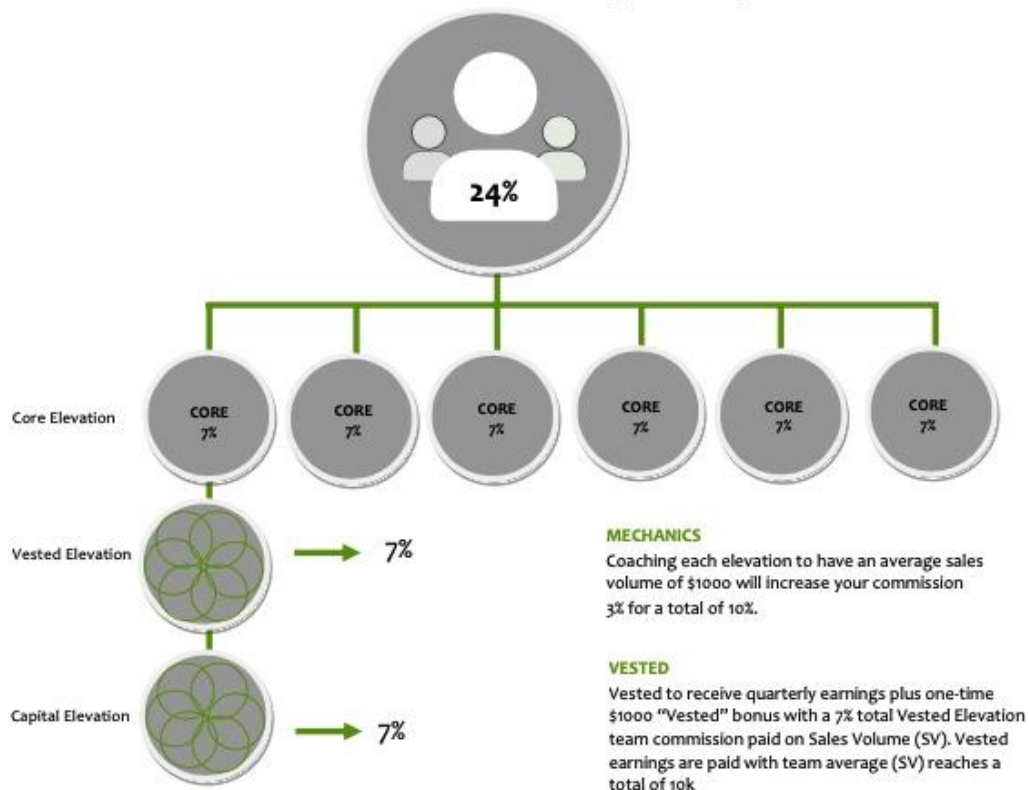 24%
CORE CORE CORE CORE CORE CORE
7% 7% 7% 7% 7% 7%
Core Elevation
Vested Elevation
7%
Capital Elevation
7%
MECHANICS
Coaching each elevation to have an average sales
volume of $1000 will increase your commission
3% for a total of 10%.
VESTED
Vested to receive quarterly earnings plus one-time
$1000 “Vested” bonus with a 7% total Vested Elevation
team commission paid on Sales Volume (SV). Vested
earnings are paid with team average (SV) reaches a
total of 10k